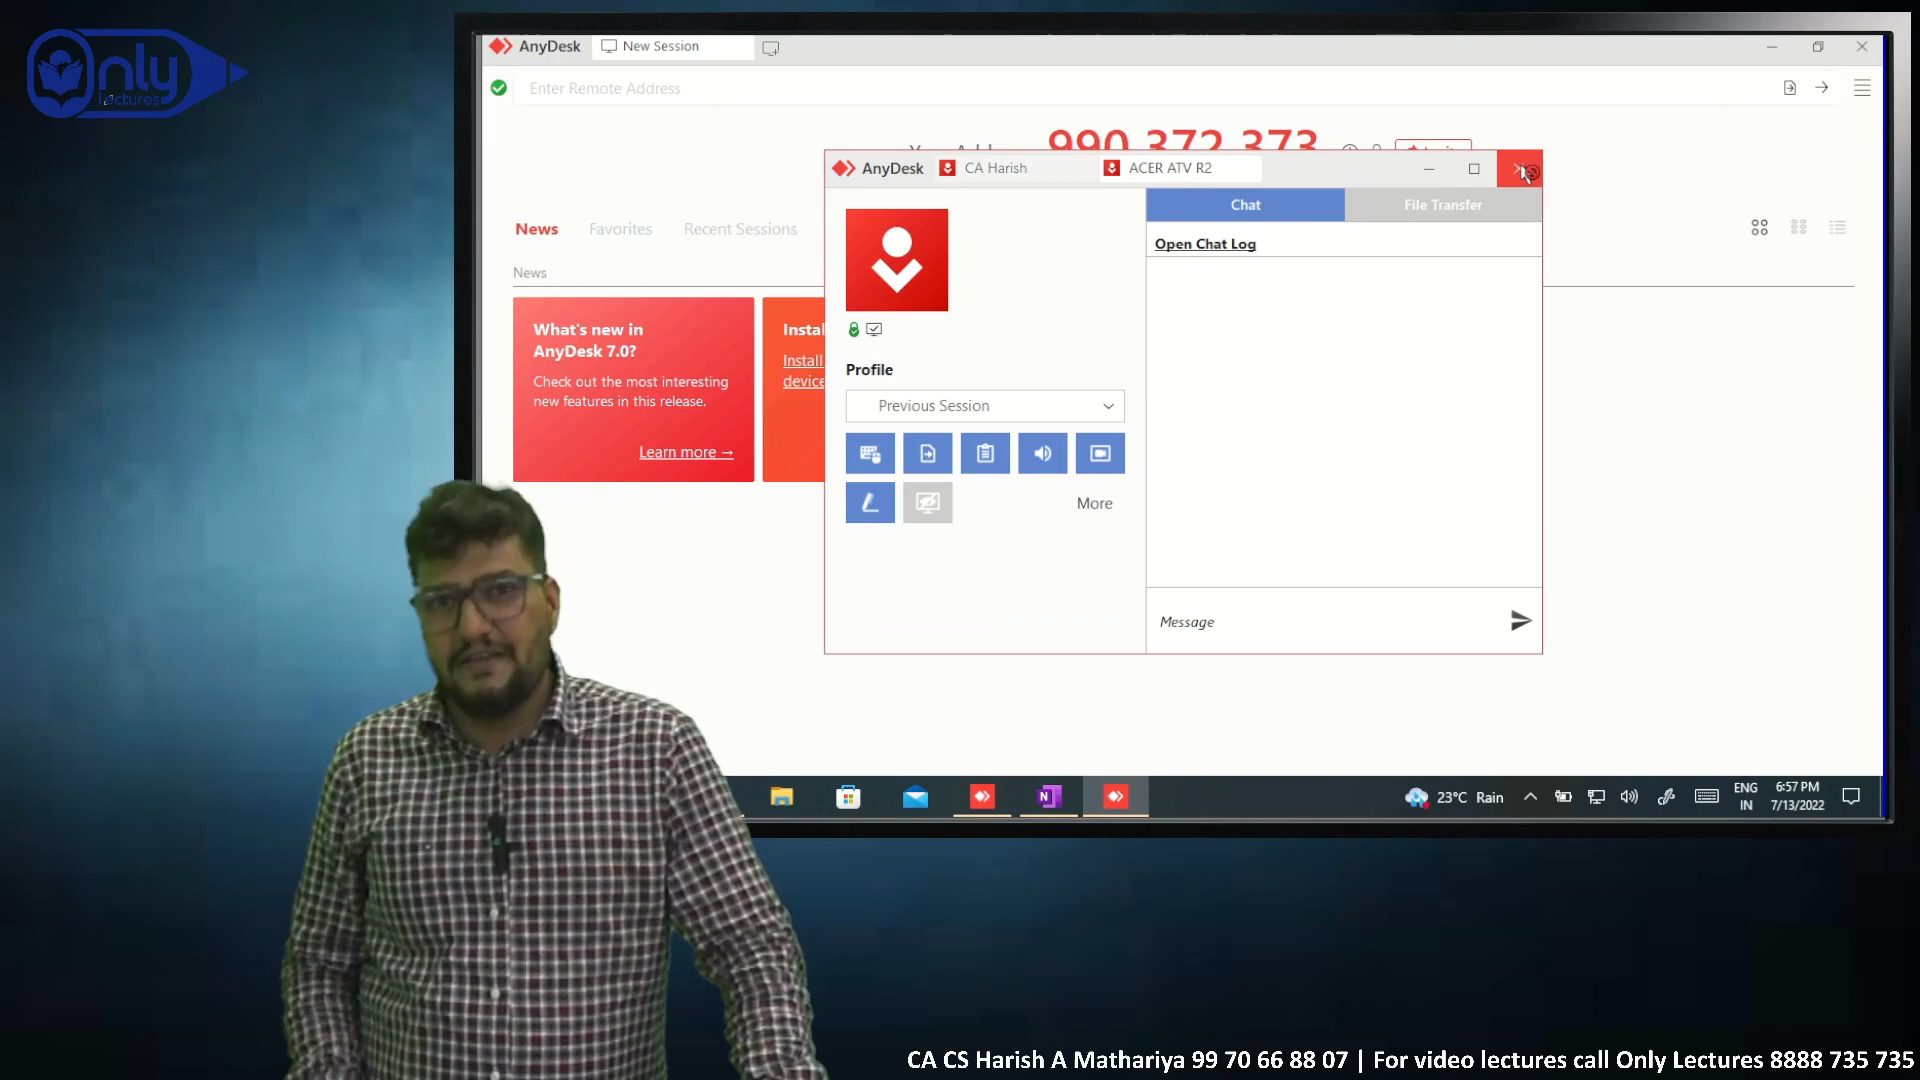 nly
lectures
AnyDesk
New Session
Enter Remote Address
990 372 373
AnyDesk
CA Harish
ACER ATV R2
Chat
File Transfer
Open Chat Log
News
Favorites
Recent Sessions
News
What's new in
AnyDesk 7.0?
Check out the most interesting
new features in this release.
Learn more →
Instal
Install
device
Profile
Previous Session
More
Message
N
23°C Rain
ENG
IN
6:57 PM
7/13/2022
CA CS Harish A Mathariya 99 70 66 88 07 | For video lectures call Only Lectures 8888 735 735